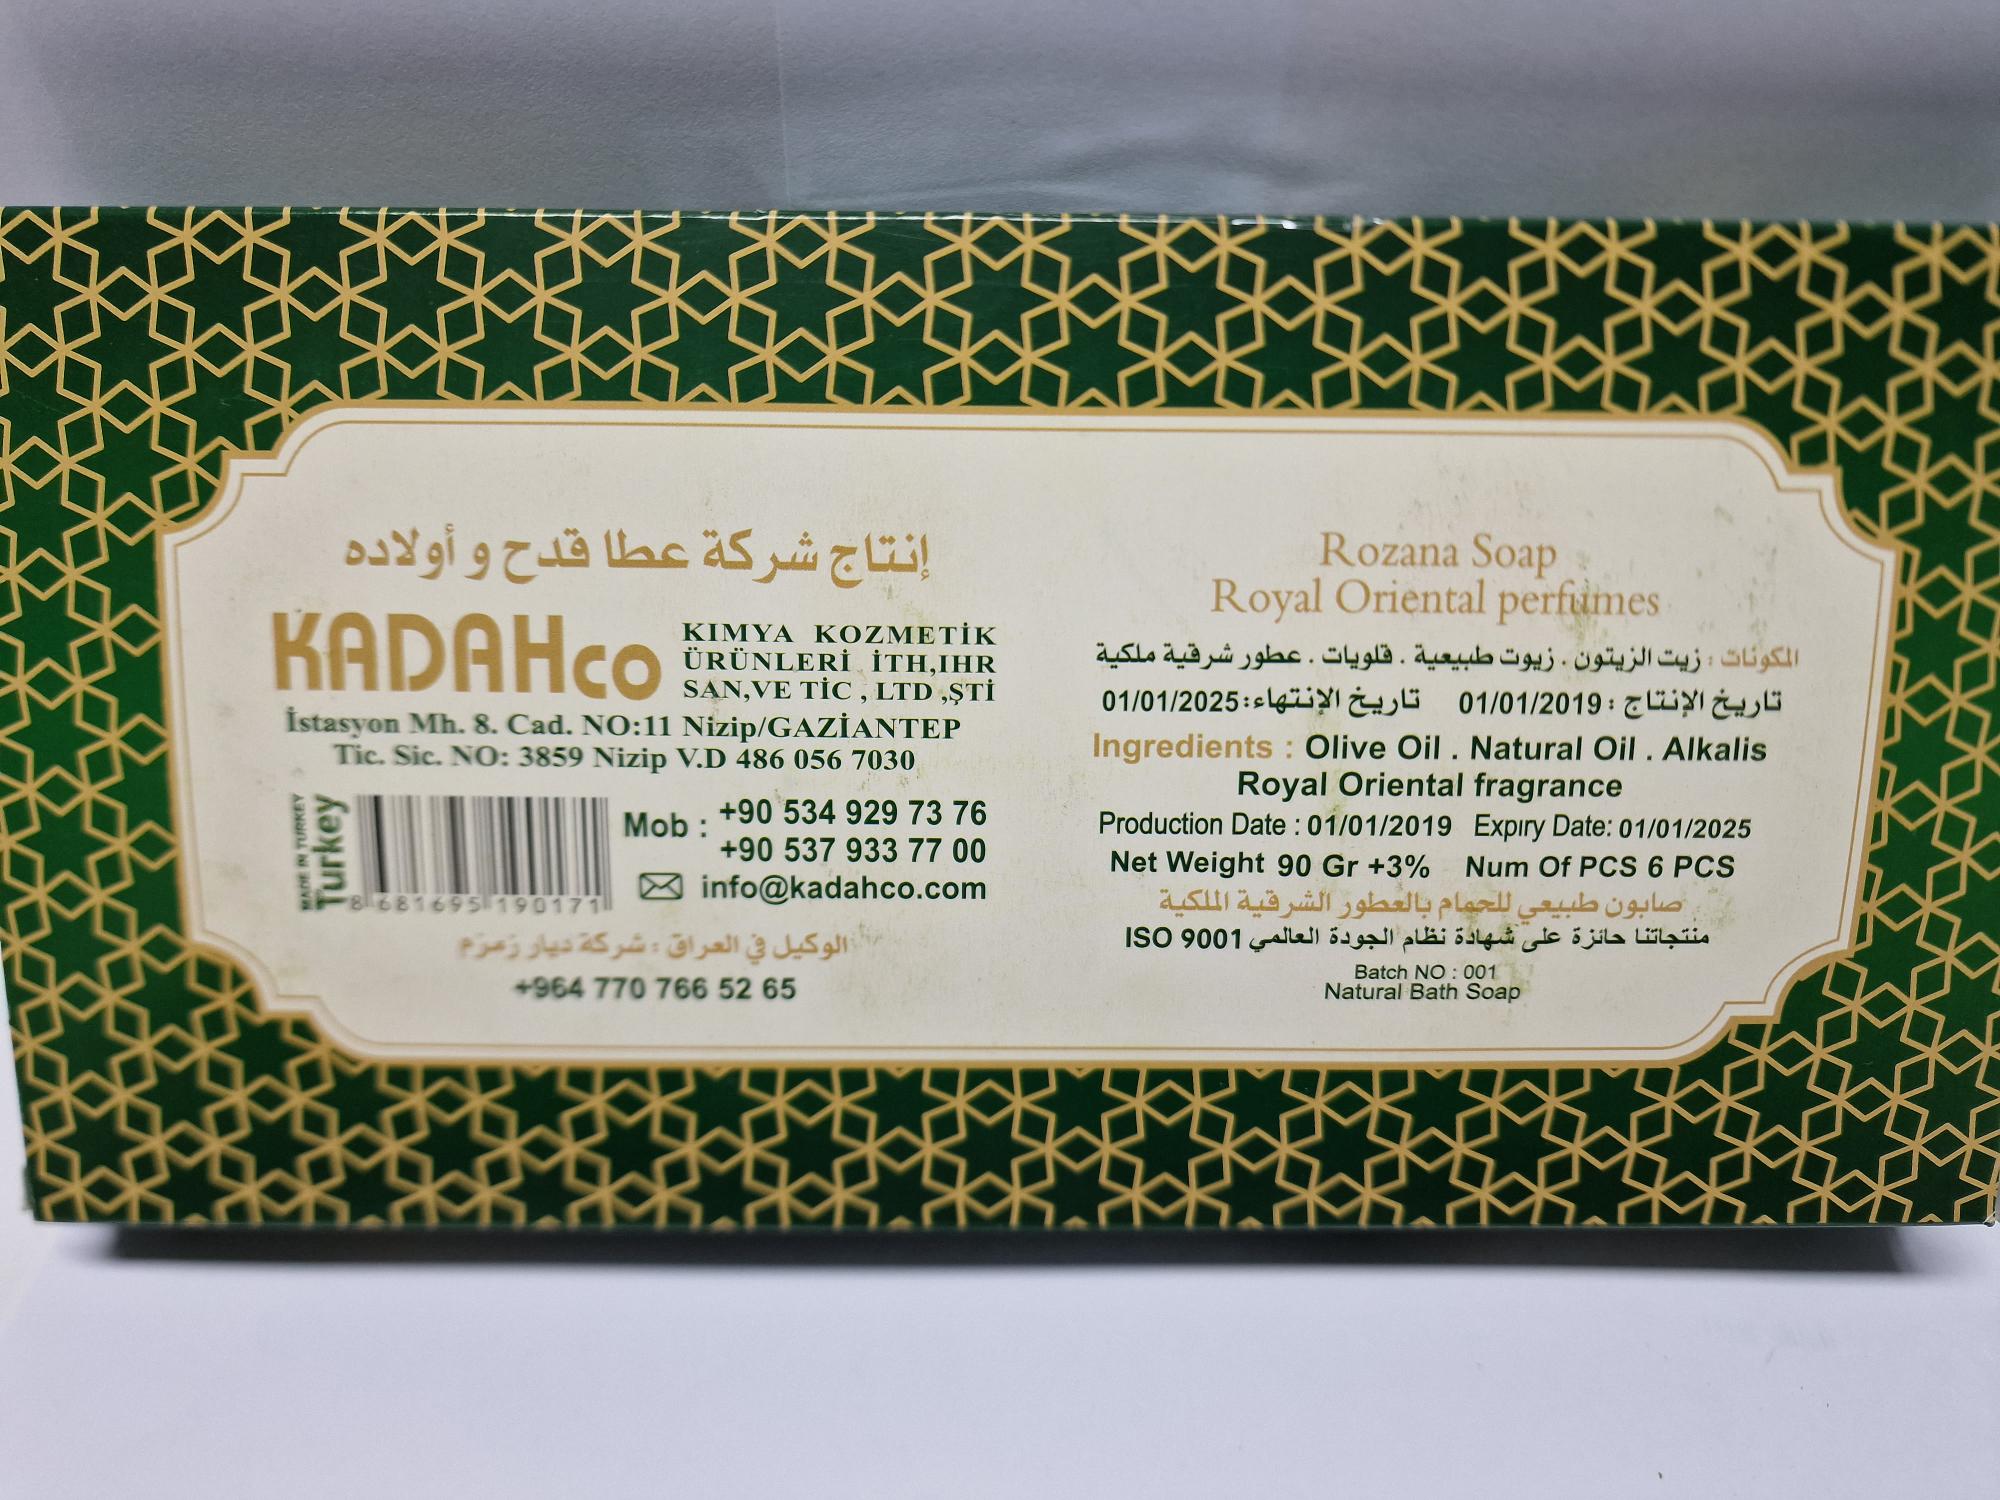 إنتاج شركة عطا قدح و أولاده
KADAHco
KIMYA KOZMETİK
ÜRÜNLERİ İTH,IHR
SAN,VE TİC , LTD ,ŞTİ
İstasyon Mh. 8. Cad. NO:11 Nizip/GAZİANTEP
Tic. Sic. NO: 3859 Nizip V.D 486 056 7030
MADE IN TURKEY
Turkey
8 681695 190171
Mob : +90 534 929 73 76
+90 537 933 77 00
info@kadahco.com
الوكيل في العراق : شركة ديار زمزم
+964 770 766 52 65
Rozana Soap
Royal Oriental perfumes
المكونات : زيت الزيتون . زيوت طبيعية . قلويات . عطور شرقية ملكية
تاريخ الإنتاج : 01/01/2019 تاريخ الإنتهاء:01/01/2025
Ingredients : Olive Oil . Natural Oil . Alkalis
Royal Oriental fragrance
Production Date : 01/01/2019 Expiry Date: 01/01/2025
Net Weight 90 Gr +3% Num Of PCS 6 PCS
صابون طبيعي للحمام بالعطور الشرقية الملكية
منتجاتنا حائزة على شهادة نظام الجودة العالمي ISO 9001
Batch NO : 001
Natural Bath Soap